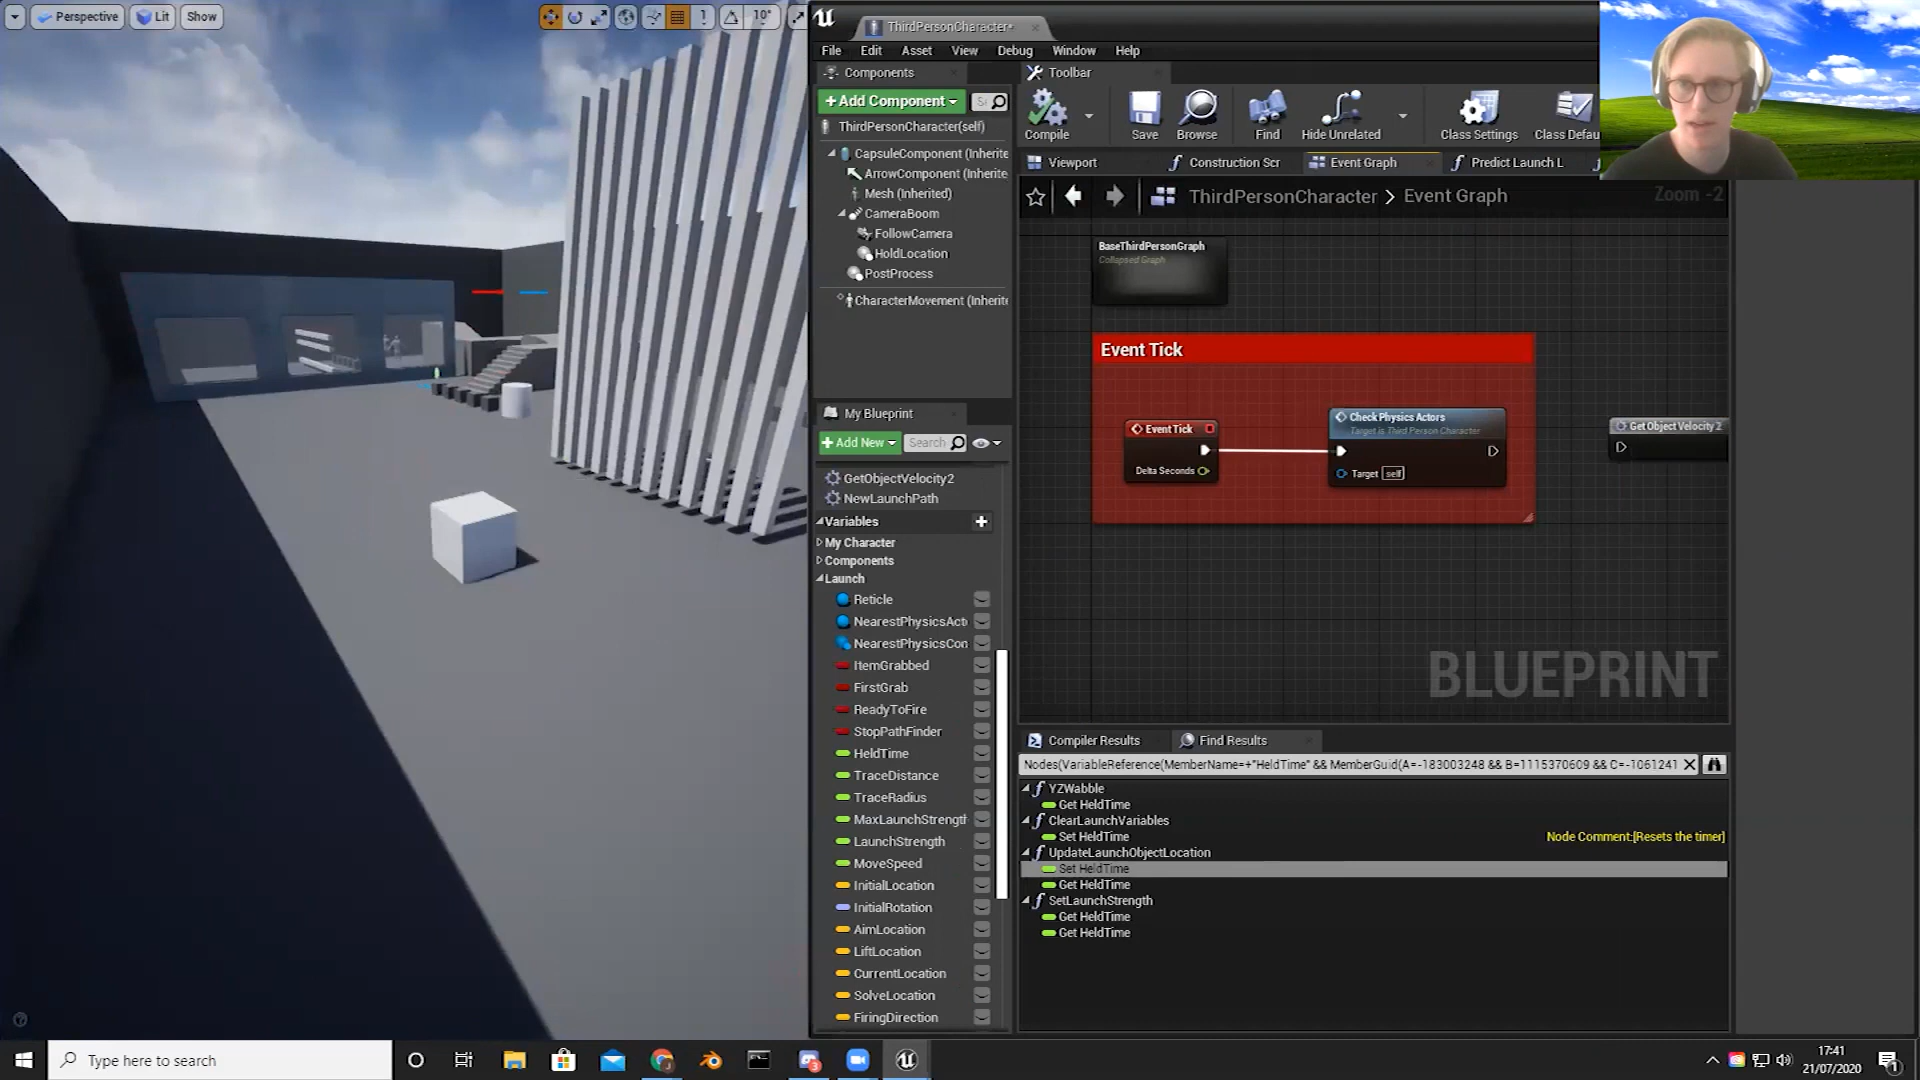 Perspective
Lit
Show
10°
ThirdPersonCharacter*
File
Edit
Asset
View
Debug
Window
Help
Components
Toolbar
+Add Component
ThirdPersonCharacter(self)
CapsuleComponent (Inherite
ArrowComponent (Inherite
Mesh (Inherited)
CameraBoom
FollowCamera
HoldLocation
PostProcess
CharacterMovement (Inherite
Compile
Save
Browse
Find
Hide Unrelated
Class Settings
Class Defau
Viewport
Construction Scr
Event Graph
Predict Launch L
ThirdPersonCharacter > Event Graph
Zoom -2
BaseThirdPersonGraph
Collapsed Graph
Event Tick
Event Tick
Delta Seconds
Check Physics Actors
Target is Third Person Character
Target self
Get Object Velocity 2
BLUEPRINT
My Blueprint
+Add New
Search
GetObjectVelocity2
NewLaunchPath
Variables
My Character
Components
Launch
Reticle
NearestPhysicsActo
NearestPhysicsCon
ItemGrabbed
FirstGrab
ReadyToFire
StopPathFinder
HeldTime
TraceDistance
TraceRadius
MaxLaunchStrength
LaunchStrength
MoveSpeed
InitialLocation
InitialRotation
AimLocation
LiftLocation
CurrentLocation
SolveLocation
FiringDirection
Compiler Results
Find Results
Nodes(VariableReference(MemberName=+"HeldTime" && MemberGuid(A=-183003248 && B=1115370609 && C=-1061241
YZWabble
Get HeldTime
ClearLaunchVariables
Set HeldTime
Node Comment:[Resets the timer]
UpdateLaunchObjectLocation
Set HeldTime
Get HeldTime
SetLaunchStrength
Get HeldTime
Get HeldTime
Type here to search
17:41
21/07/2020